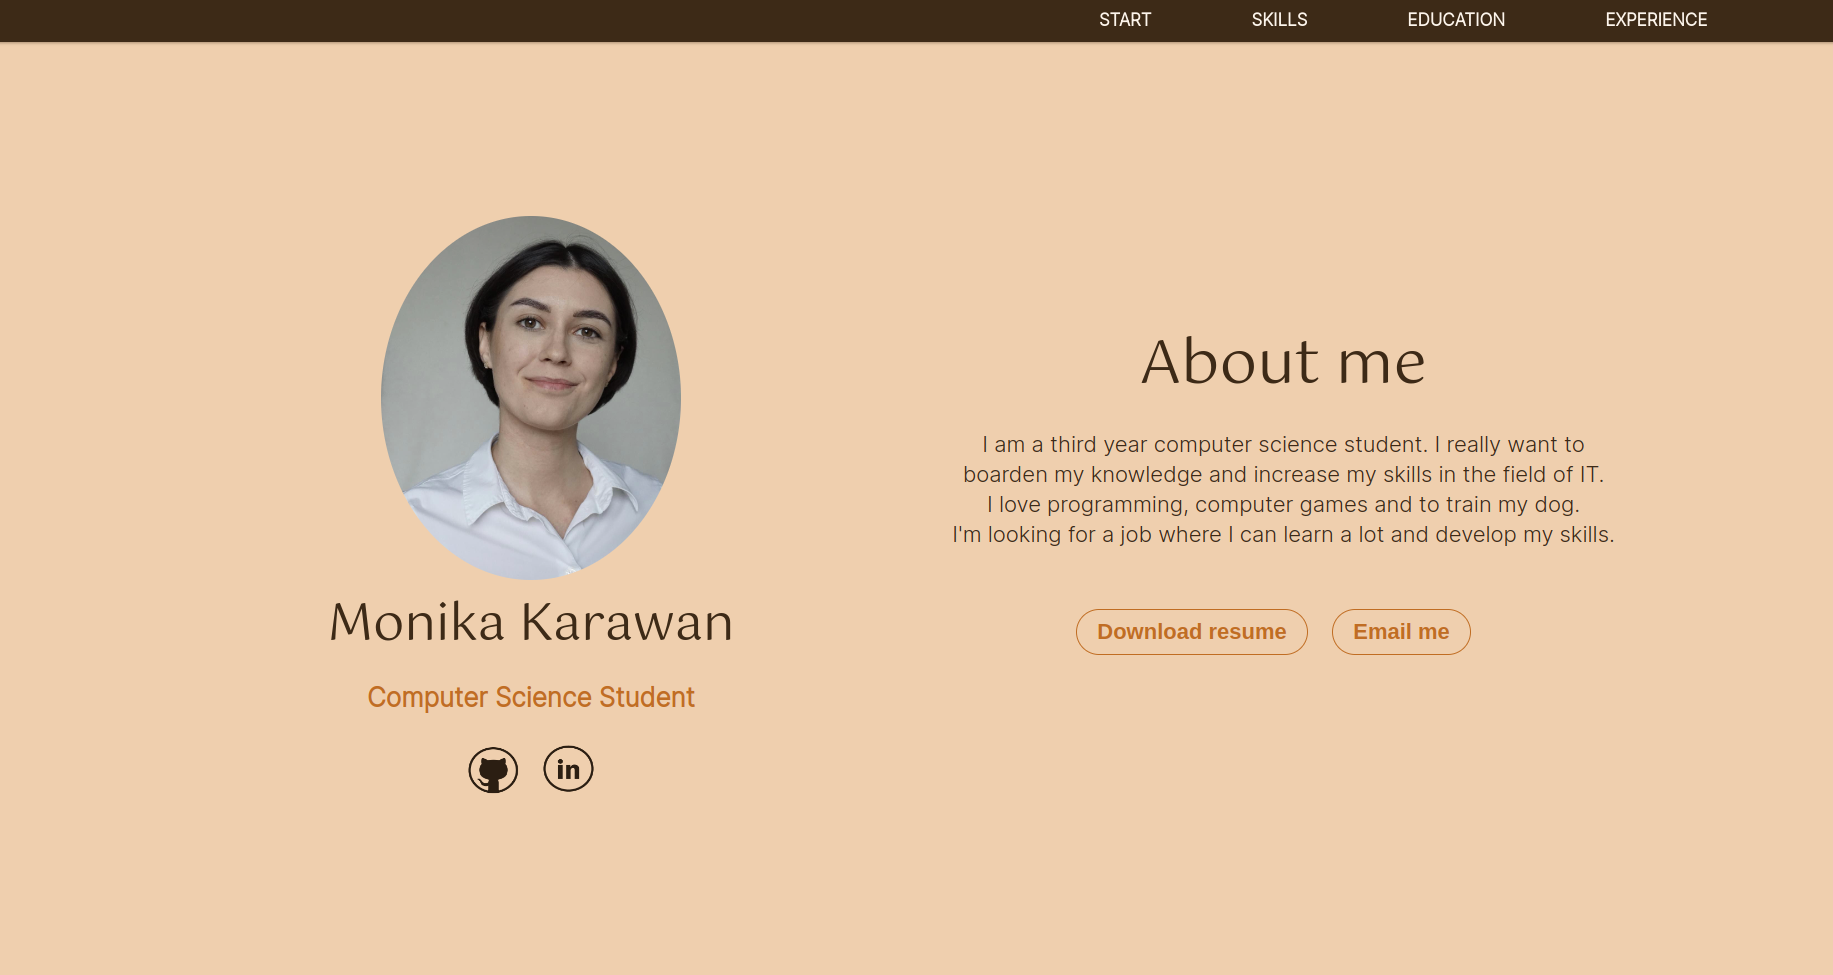 START SKILLS EDUCATION EXPERIENCE
Monika Karawan
Computer Science Student
in
About me
I am a third year computer science student. I really want to
boarden my knowledge and increase my skills in the field of IT.
I love programming, computer games and to train my dog.
I'm looking for a job where I can learn a lot and develop my skills.
Download resume Email me